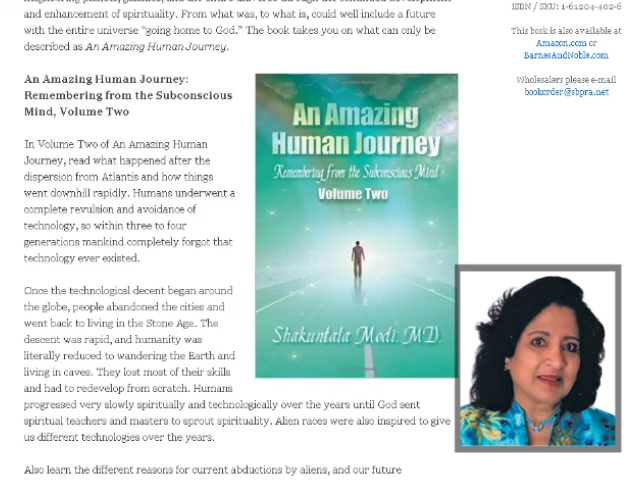 and enhancement of spirituality. From what was, to what is, could well include a future
with the entire universe “going home to God.” The book takes you on what can only be
described as An Amazing Human Journey.
An Amazing Human Journey:
Remembering from the Subconscious
Mind, Volume Two
In Volume Two of An Amazing Human
Journey, read what happened after the
dispersion from Atlantis and how things
went downhill rapidly. Humans underwent a
complete revulsion and avoidance of
technology, so within three to four
generations mankind completely forgot that
technology ever existed.
Once the technological decent began around
the globe, people abandoned the cities and
went back to living in the Stone Age. The
descent was rapid, and humanity was
literally reduced to wandering the Earth and
living in caves. They lost most of their skills
and had to redevelop from scratch. Humans
progressed very slowly spiritually and technologically over the years until God sent
spiritual teachers and masters to sprout spirituality. Alien races were also inspired to give
us different technologies over the years.
Also learn the different reasons for current abductions by aliens, and our future
An Amazing
Human Journey
Remembering from the Subconscious Mind
Volume Two
Shakuntala Modi, MD.
ISBN / SKU: 1-61204-402-6
This book is also available at
Amazon.com or
BarnesAndNoble.com
Wholesalers please e-mail
bookorder@sbpra.net